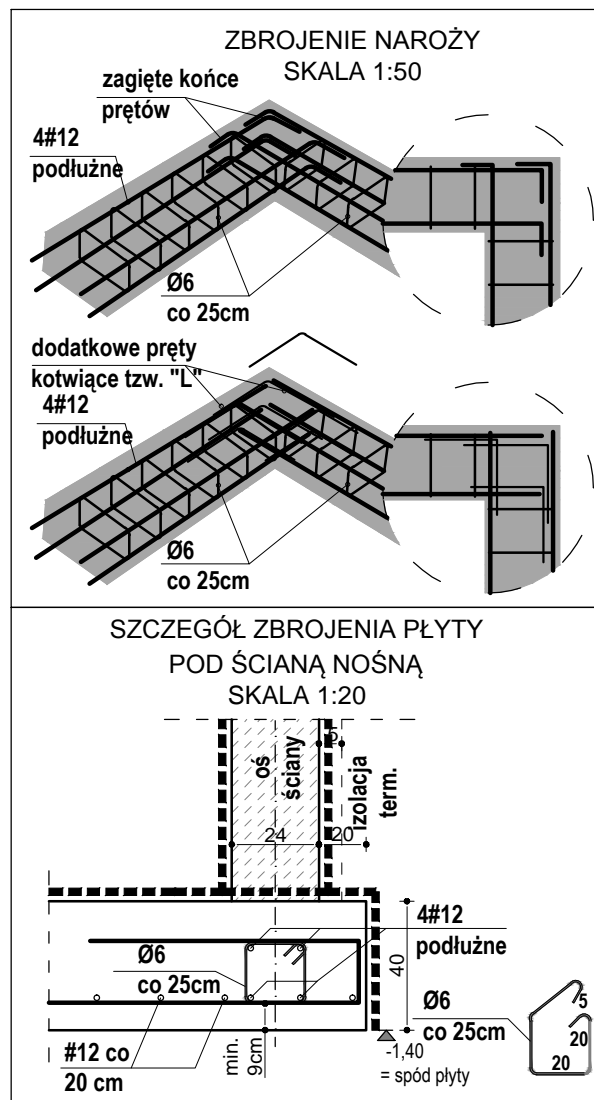 ZBROJENIE NAROŻY
SKALA 1:50
zagięte końce
prętów
4#12
podłużne
Ø6
co 25cm
dodatkowe pręty
kotwiące tzw. "L"
4#12
podłużne
Ø6
co 25cm
SZCZEGÓŁ ZBROJENIA PŁYTY
POD ŚCIANĄ NOŚNĄ
SKALA 1:20
oś
ściany
5
izolacja
term.
24
20
4#12
podłużne
40
Ø6
co 25cm
Ø6
co 25cm
5
20
20
#12 co
20 cm
min.
9cm
-1,40
= spód płyty